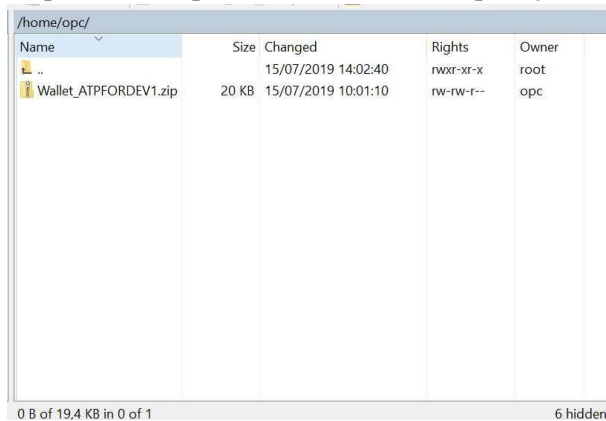 /home/opc/
Name Size Changed Rights Owner
.. 15/07/2019 14:02:40 rwxr-xr-x root
Wallet_ATPFORDEV1.zip 20 KB 15/07/2019 10:01:10 rw-rw-r-- opc
0 B of 19,4 KB in 0 of 1 6 hidden